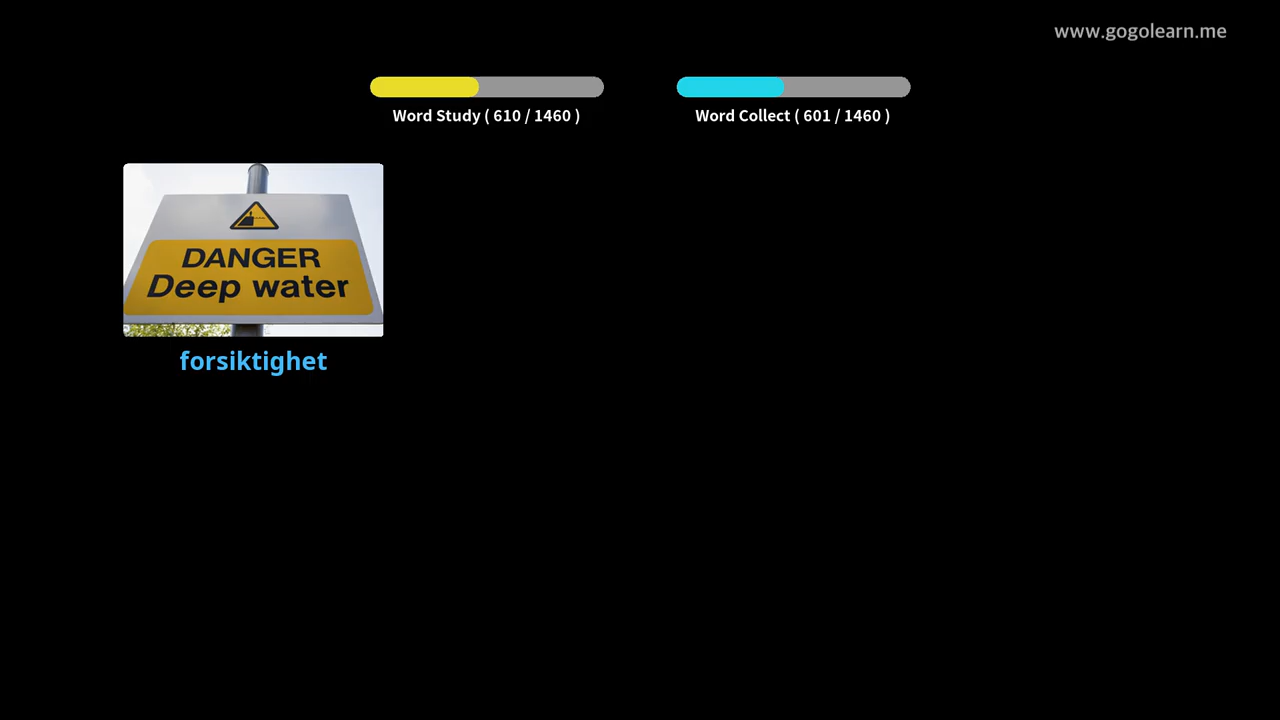 www.gogolearn.me
Word Study ( 610 / 1460 )
Word Collect ( 601 / 1460 )
DANGER
Deep water
forsiktighet